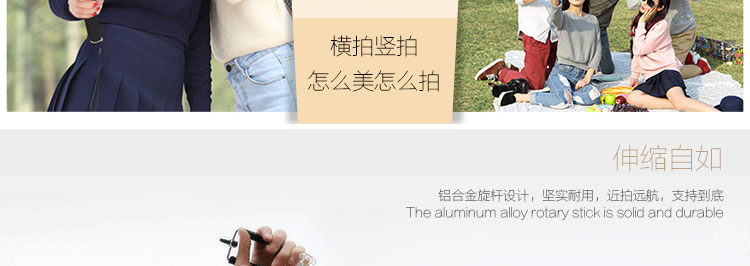 横拍竖拍
怎么美怎么拍
伸缩自如
铝合金旋杆设计，坚实耐用，近拍远航，支持到底
The aluminum alloy rotary stick is solid and durable